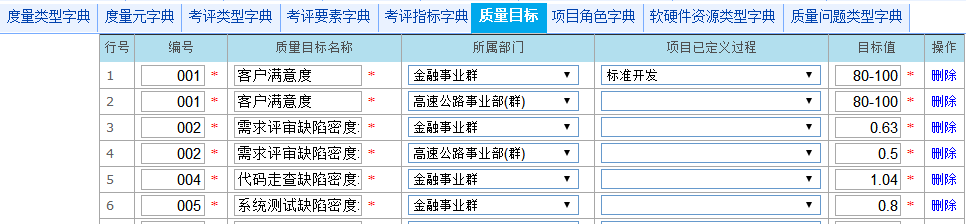 度量类型字典 度量元字典 考评类型字典 考评要素字典 考评指标字典 质量目标 项目角色字典 软硬件资源类型字典 质量问题类型字典
行号 编号 质量目标名称 所属部门 项目已定义过程 目标值 操作
1 001 * 客户满意度 * 金融事业群 标准开发 80-100 * 删除
2 001 * 客户满意度 * 高速公路事业部(群) 80-100 * 删除
3 002 * 需求评审缺陷密度: * 金融事业群 0.63 * 删除
4 002 * 需求评审缺陷密度: * 高速公路事业部(群) 0.5 * 删除
5 004 * 代码走查缺陷密度: * 金融事业群 1.04 * 删除
6 005 * 系统测试缺陷密度: * 金融事业群 0.8 * 删除